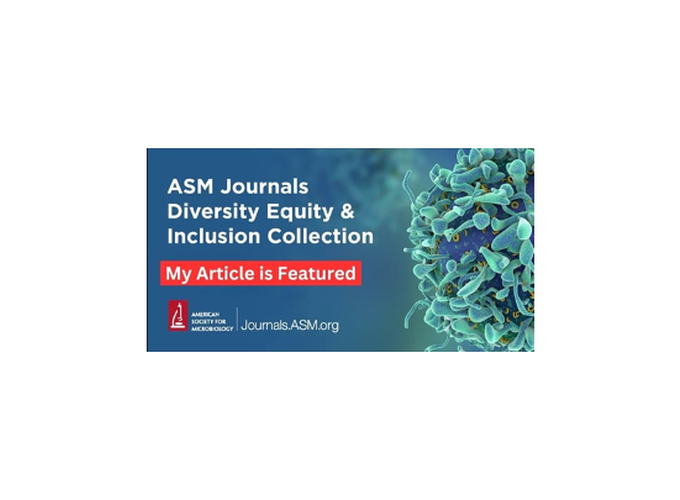 ASM Journals
Diversity Equity &
Inclusion Collection
My Article is Featured
AMERICAN
SOCIETY FOR
MICROBIOLOGY
Journals.ASM.org